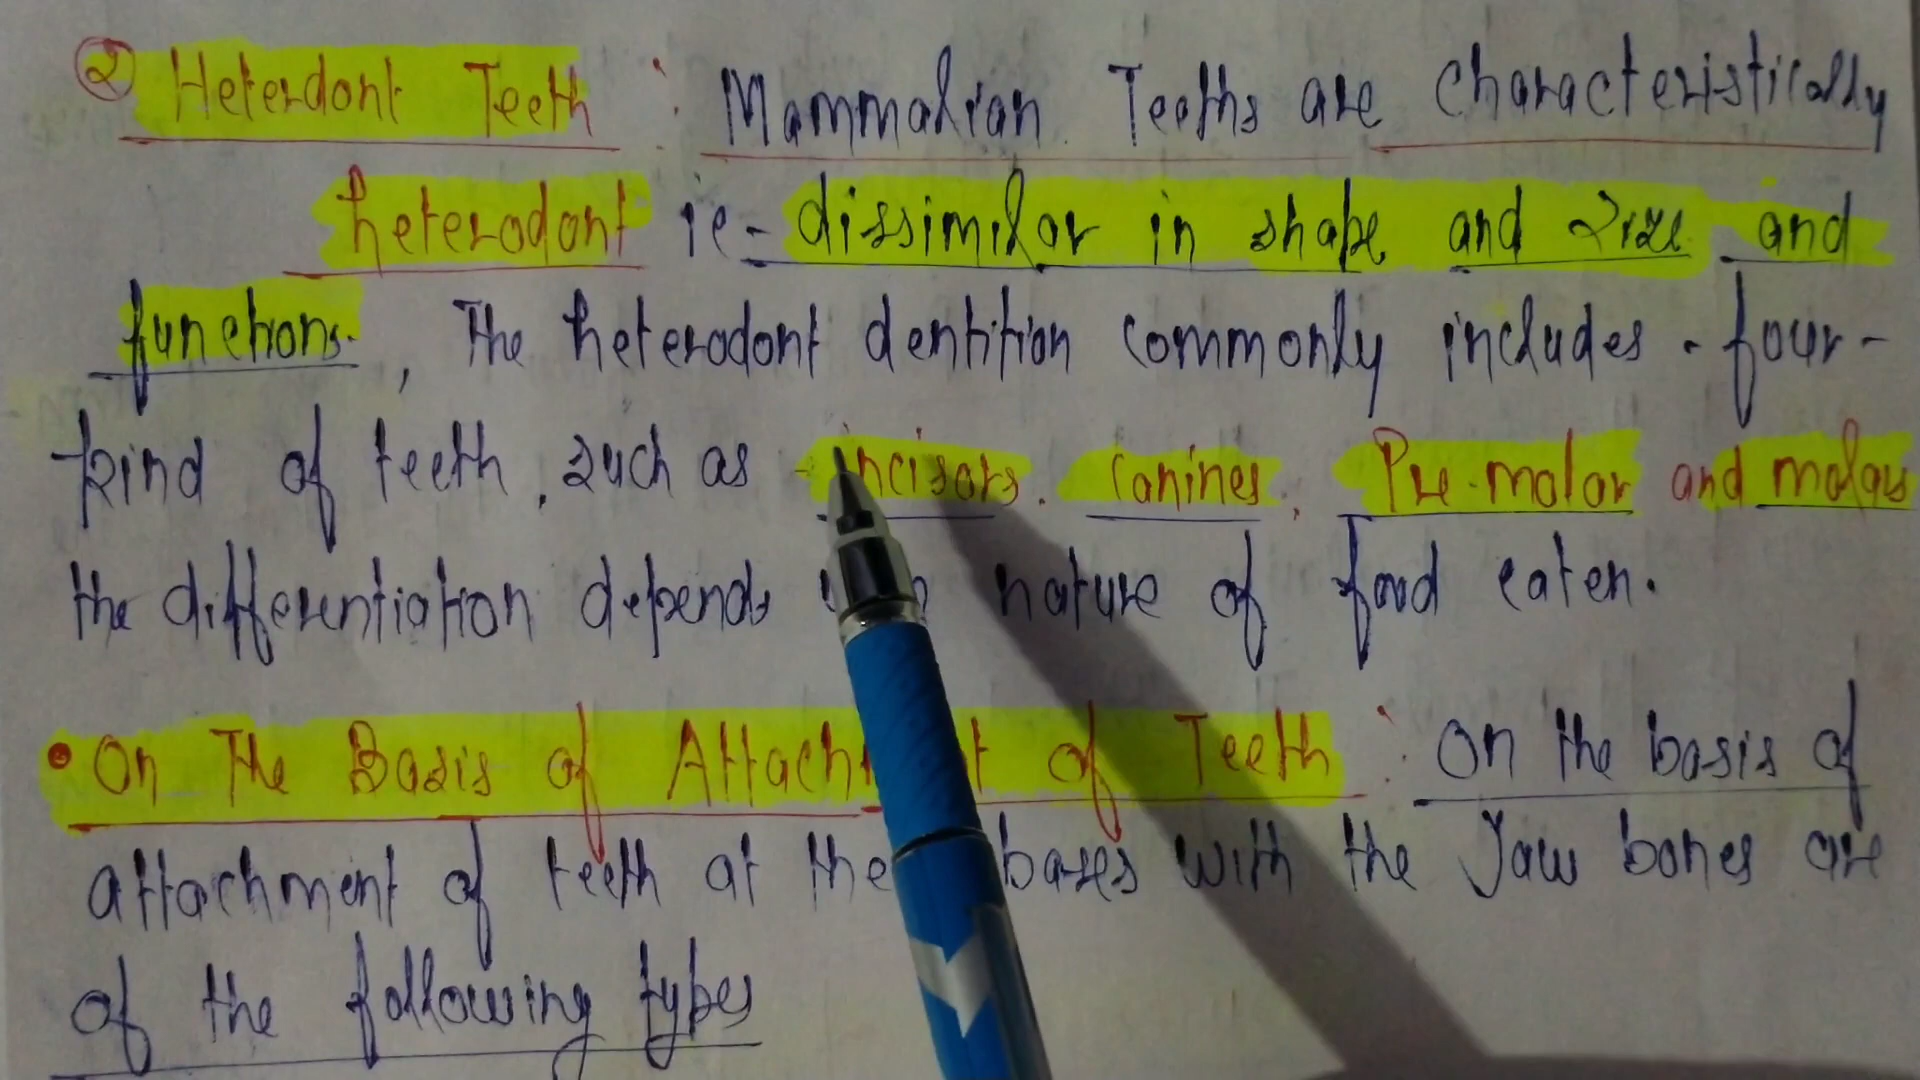 ② Heterdont Teeth : Mammalian Teeths are characteristically
heterodont ie- dissimilar in shape and size and
functions. , The heterodont dentition commonly includes - four-
kind of teeth, such as - incisors, canines, Pre-molar and molars
the differentiation depends nature of food eaten.
• On The Basis of of Teeth : On the basis of
attachment of teeth at the bases with the Jaw bones are
of the following types